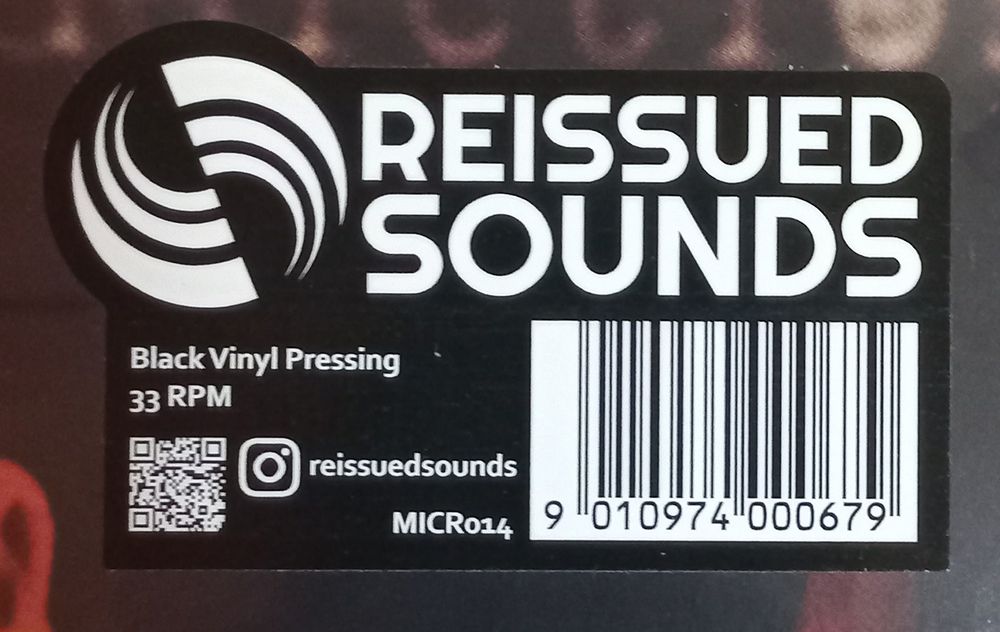 REISSUED
SOUNDS
Black Vinyl Pressing
33 RPM
reissuedsounds
MICR014
9 010974 000679